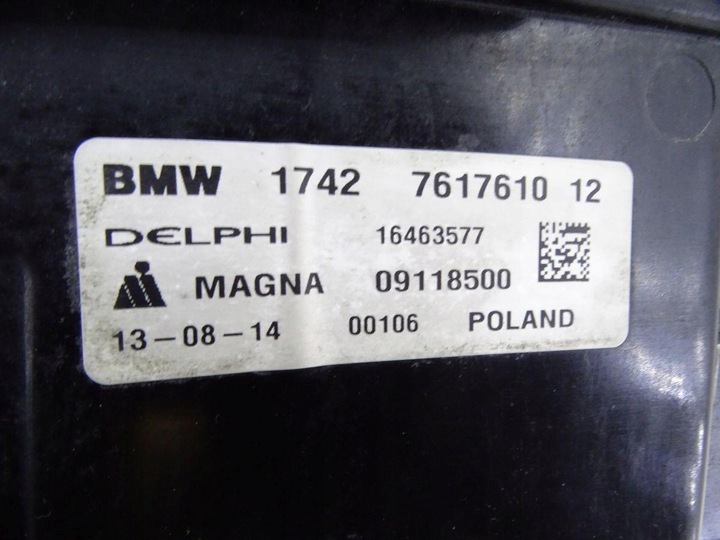 BMW 1742 7617610 12
DELPHI 16463577
MAGNA 09118500
13-08-14 00106 POLAND